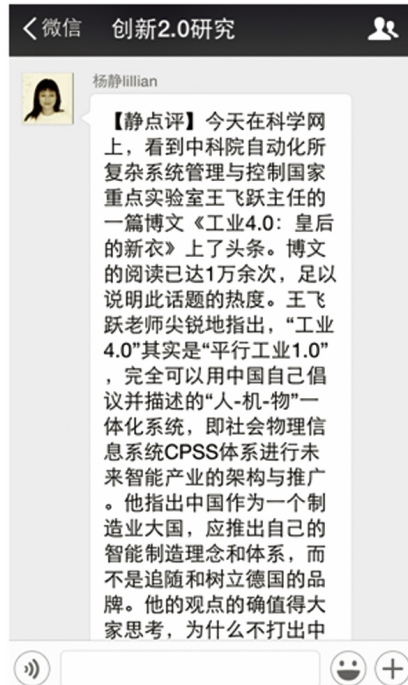 微信 创新2.0研究
杨静lillian
【静点评】今天在科学网
上，看到中科院自动化所
复杂系统管理与控制国家
重点实验室王飞跃主任的
一篇博文《工业4.0：皇后
的新衣》上了头条。博文
的阅读已达1万余次，足以
说明此话题的热度。王飞
跃老师尖锐地指出，“工业
4.0”其实是“平行工业1.0”
，完全可以用中国自己倡
议并描述的“人-机-物”一
体化系统，即社会物理信
息系统CPSS体系进行未
来智能产业的架构与推广
。他指出中国作为一个制
造业大国，应推出自己的
智能制造理念和体系，而
不是追随和树立德国的品
牌。他的观点的确值得大
家思考，为什么不打出中